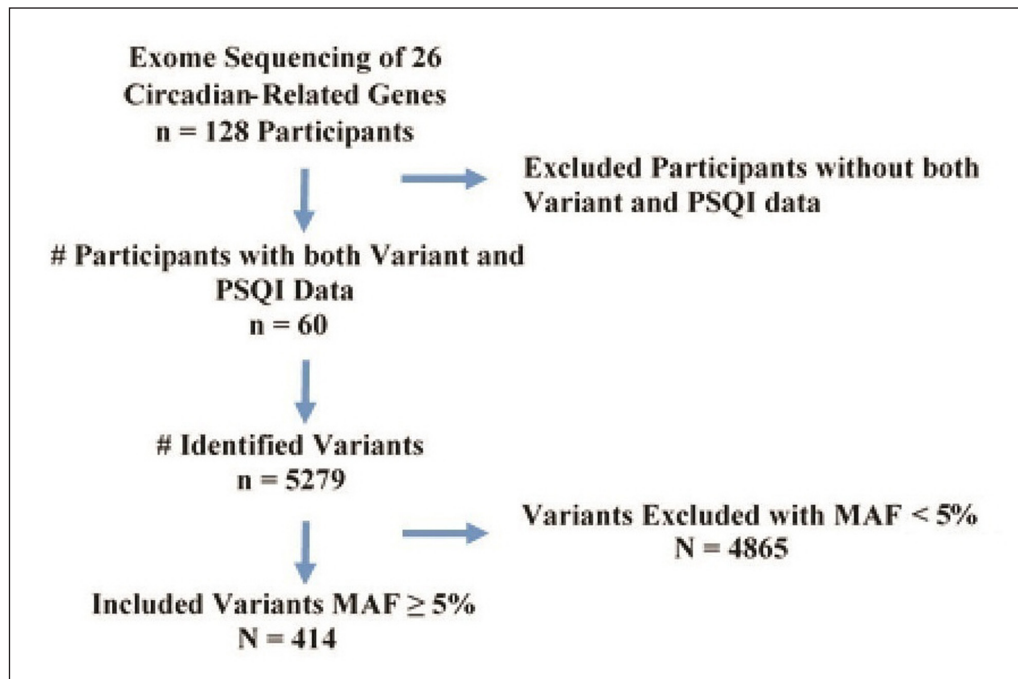 Exome Sequencing of 26
Circadian-Related Genes
n = 128 Participants
Excluded Participants without both
Variant and PSQI data
# Participants with both Variant and
PSQI Data
n = 60
# Identified Variants
n = 5279
Variants Excluded with MAF < 5%
N = 4865
Included Variants MAF ≥ 5%
N = 414